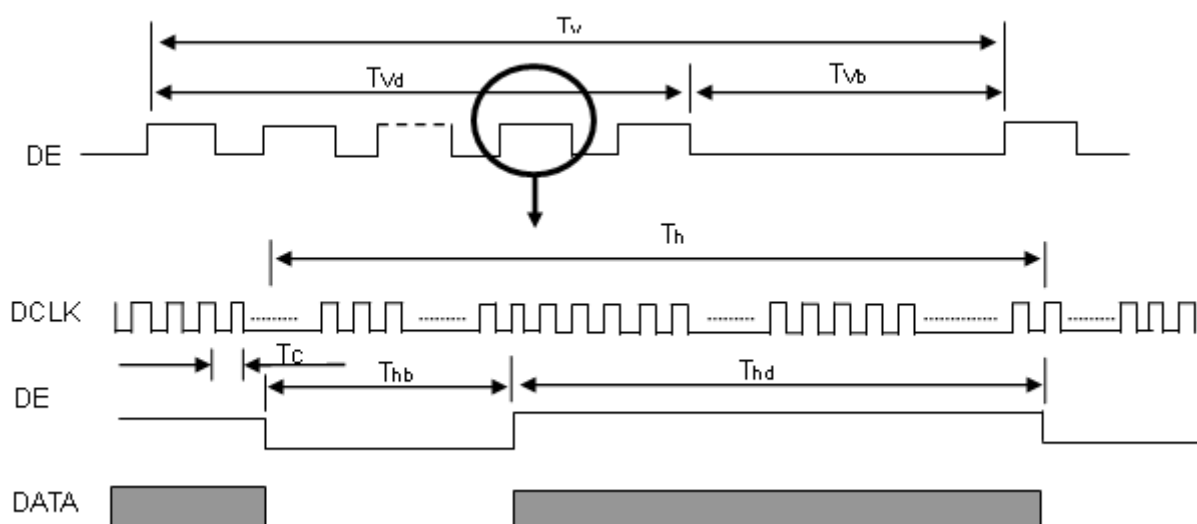 Tv
TVd
TVb
DE
Th
DCLK
TC
Thb
Thd
DE
DATA